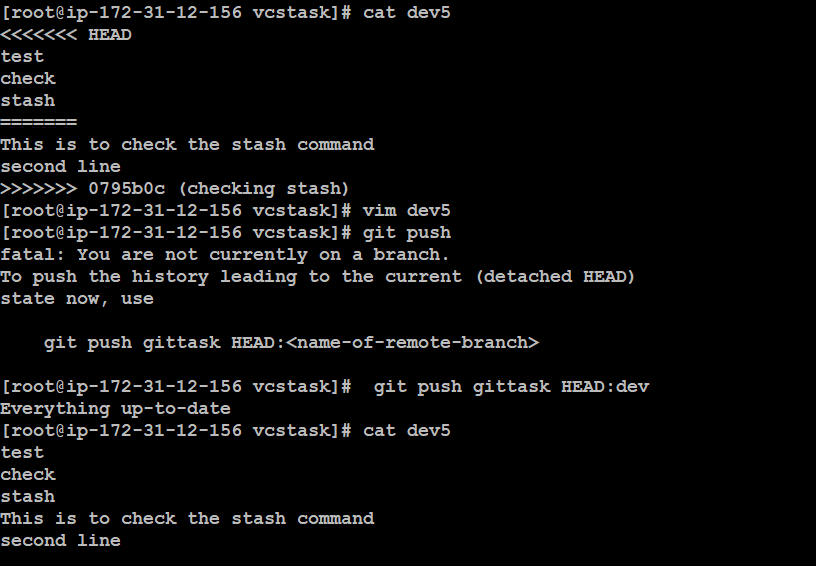 [root@ip-172-31-12-156 vcstask]# cat dev5
<<<<<<< HEAD
test
check
stash
=======
This is to check the stash command
second line
>>>>>>> 0795b0c (checking stash)
[root@ip-172-31-12-156 vcstask]# vim dev5
[root@ip-172-31-12-156 vcstask]# git push
fatal: You are not currently on a branch.
To push the history leading to the current (detached HEAD)
state now, use

    git push gittask HEAD:<name-of-remote-branch>

[root@ip-172-31-12-156 vcstask]#  git push gittask HEAD:dev
Everything up-to-date
[root@ip-172-31-12-156 vcstask]# cat dev5
test
check
stash
This is to check the stash command
second line